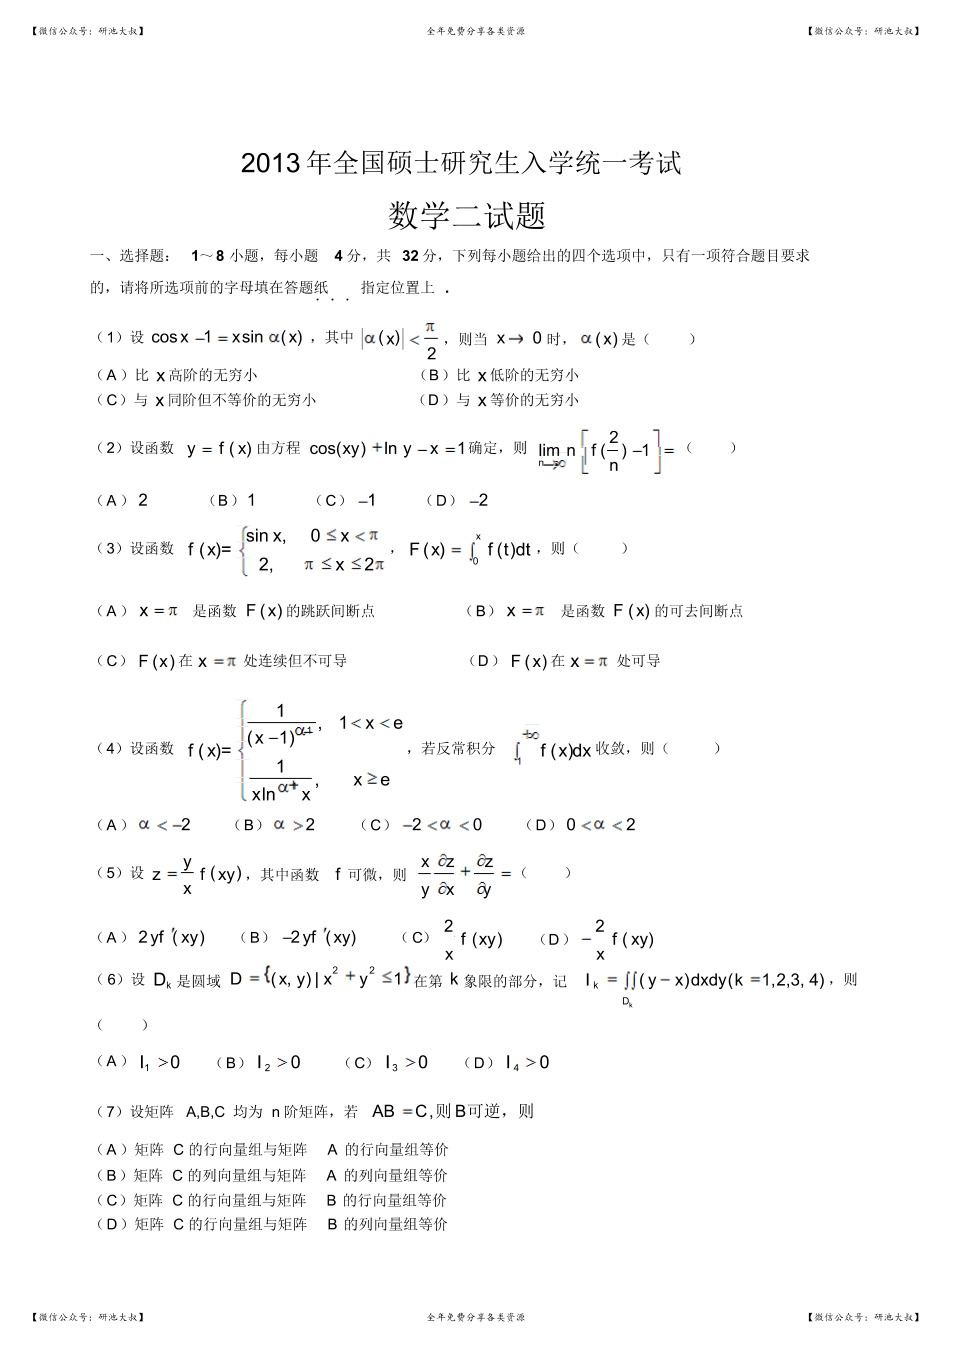 【微信公众号：研池大叔】 全年免费分享各类资源 【微信公众号：研池大叔】
2013 年全国硕士研究生入学统一考试
数学二试题
一、选择题： 1～8 小题，每小题 4 分，共 32 分，下列每小题给出的四个选项中，只有一项符合题目要求
的，请将所选项前的字母填在答题纸 指定位置上 .
（1）设 cos x −1 = x sin α(x) ，其中 |α(x)| < π/2 ，则当 x → 0 时， α(x) 是（ ）
（A）比 x 高阶的无穷小 （B）比 x 低阶的无穷小
（C）与 x 同阶但不等价的无穷小 （D）与 x 等价的无穷小
（2）设函数 y = f (x) 由方程 cos(xy) + ln y − x = 1 确定，则 lim n→∞ n [ f (2/n) −1 ] = （ ）
（A） 2 （B） 1 （C） −1 （D） −2
（3）设函数 f (x)= { sin x, 0 ≤ x < π
2, π ≤ x ≤ 2π ， F (x) = ∫₀ˣ f (t)dt ，则（ ）
（A） x = π 是函数 F (x) 的跳跃间断点 （B） x = π 是函数 F (x) 的可去间断点
（C） F (x) 在 x = π 处连续但不可导 （D） F (x) 在 x = π 处可导
（4）设函数 f (x)= { 1/(x −1)^(α−1) , 1 < x < e
1/(x ln^(α+1) x) , x ≥ e ，若反常积分 ∫₁^(+∞) f (x)dx 收敛，则（ ）
（A） α < −2 （B） α > 2 （C） −2 < α < 0 （D） 0 < α < 2
（5）设 z = y/x f (xy) ，其中函数 f 可微，则 x/y ∂z/∂x + ∂z/∂y = （ ）
（A） 2yf ′(xy) （B） −2yf ′(xy) （C） 2/x f (xy) （D） − 2/x f (xy)
（6）设 Dk 是圆域 D = {(x, y) | x² + y² ≤ 1} 在第 k 象限的部分，记 I k = ∬Dk ( y − x)dxdy(k = 1,2,3, 4) ，则
（ ）
（A） I₁ > 0 （B） I₂ > 0 （C） I₃ > 0 （D） I₄ > 0
（7）设矩阵 A,B,C 均为 n 阶矩阵，若 AB = C,则 B可逆，则
（A）矩阵 C 的行向量组与矩阵 A 的行向量组等价
（B）矩阵 C 的列向量组与矩阵 A 的列向量组等价
（C）矩阵 C 的行向量组与矩阵 B 的行向量组等价
（D）矩阵 C 的行向量组与矩阵 B 的列向量组等价
【微信公众号：研池大叔】 全年免费分享各类资源 【微信公众号：研池大叔】